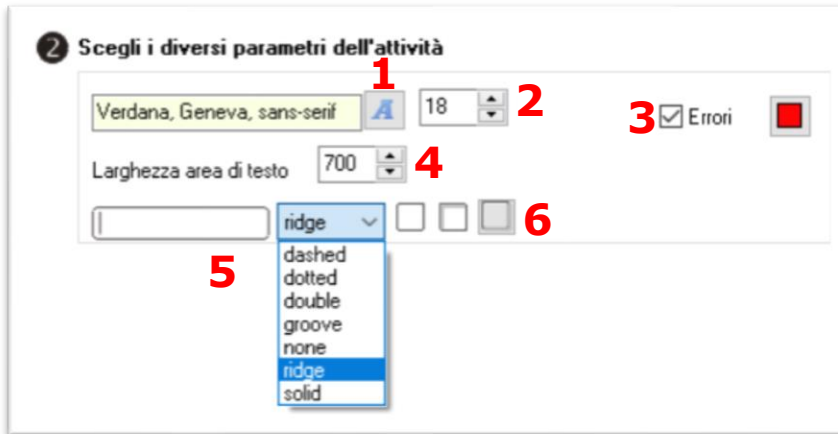 2 Scegli i diversi parametri dell'attività
1
Verdana, Geneva, sans-serif A 18 2
3 Errori
Larghezza area di testo 700 4
ridge 6
5
dashed
dotted
double
groove
none
ridge
solid